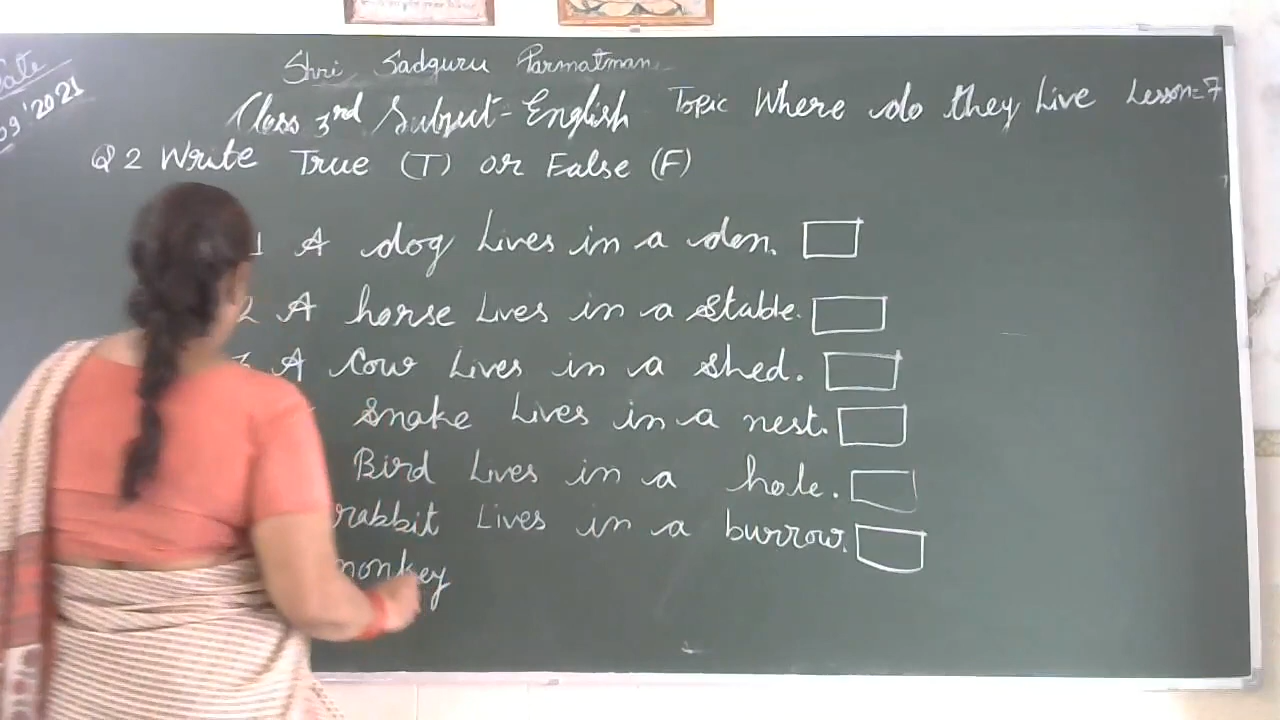 Shri Sadguru Parmatman
Date
09 '2021
Class 3rd Subject - English Topic Where do they Live Lesson = 7
Q 2 Write True (T) or False (F)
1 A dog Lives in a den.
2 A horse Lives in a stable.
3 A Cow Lives in a shed.
Snake Lives in a nest.
Bird Lives in a hole.
rabbit Lives in a burrow.
monkey